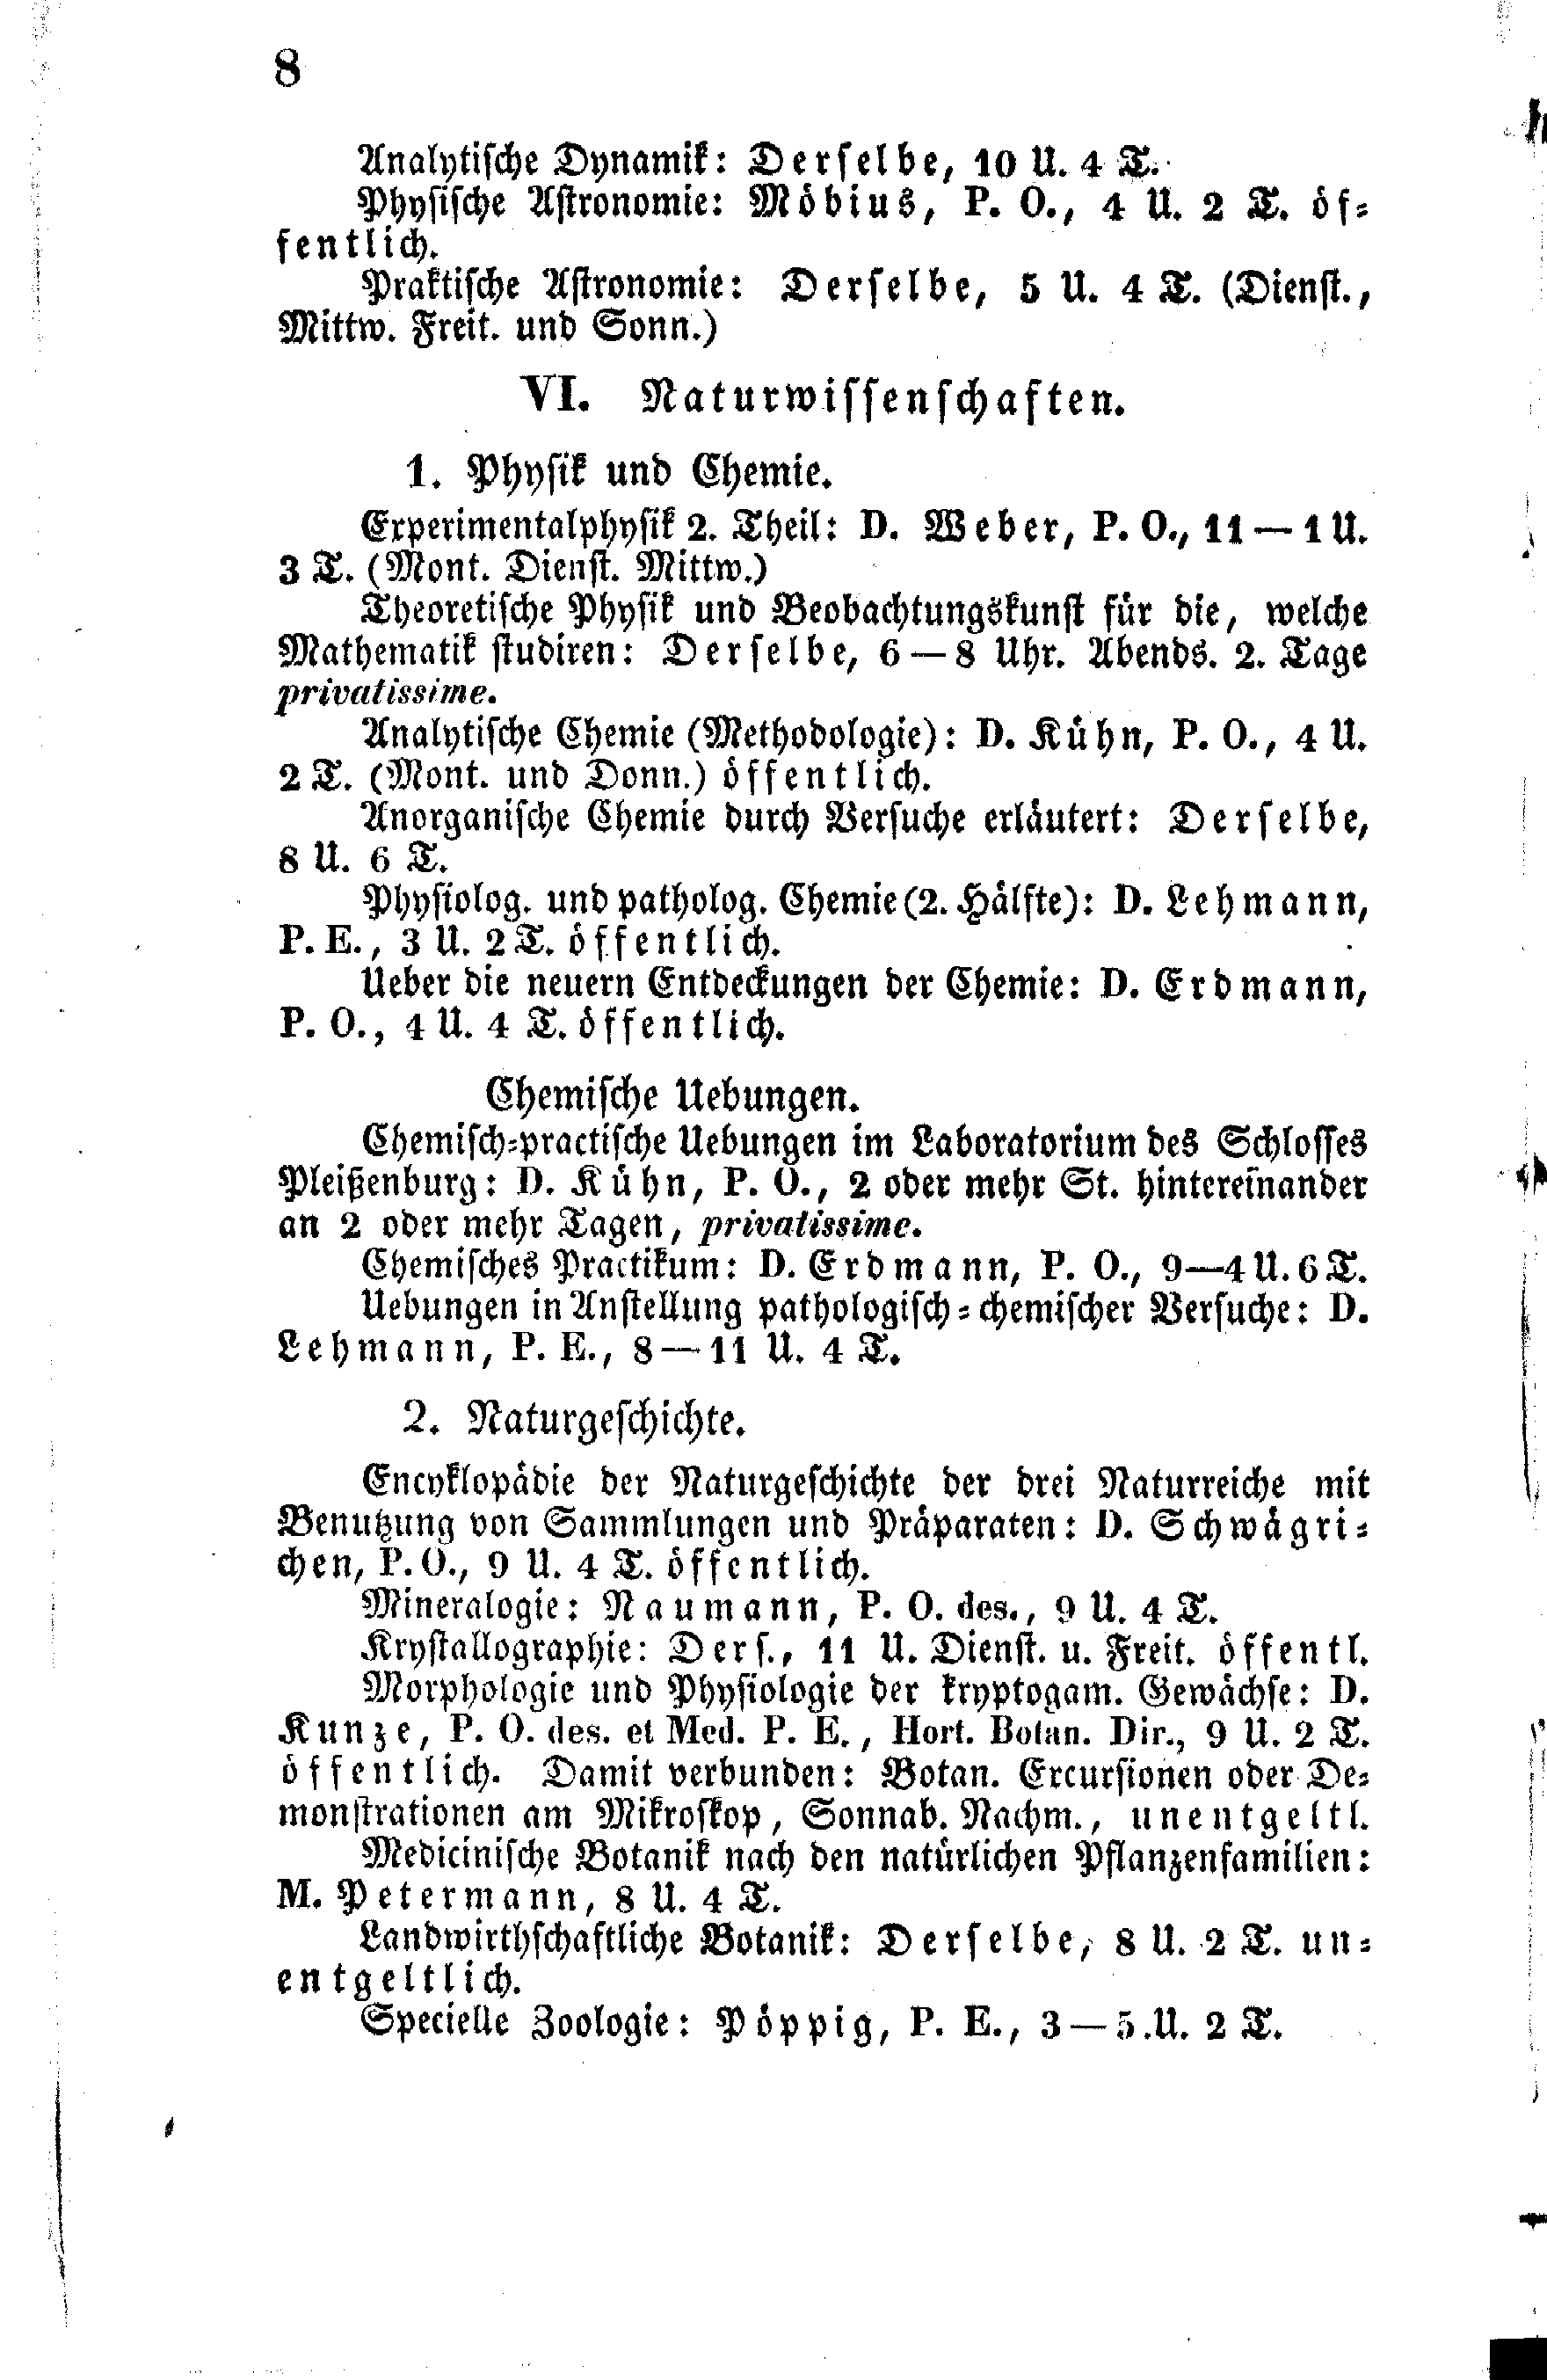 8
Analytische Dynamik: Derselbe, 10 U. 4 T.
Physische Astronomie: Möbius, P. O., 4 U. 2 T. öf-
fentlich.
Praktische Astronomie: Derselbe, 5 U. 4 T. (Dienst.,
Mittw. Freit. und Sonn.)
VI. Naturwissenschaften.
1. Physik und Chemie.
Experimentalphysik 2. Theil: D. Weber, P. O., 11 — 1 U.
3 T. (Mont. Dienst. Mittw.)
Theoretische Physik und Beobachtungskunst für die, welche
Mathematik studiren: Derselbe, 6 — 8 Uhr. Abends. 2. Tage
privatissime.
Analytische Chemie (Methodologie): D. Kühn, P. O., 4 U.
2 T. (Mont. und Donn.) öffentlich.
Anorganische Chemie durch Versuche erläutert: Derselbe,
8 U. 6 T.
Physiolog. und patholog. Chemie (2. Hälfte): D. Lehmann,
P. E., 3 U. 2 T. öffentlich.
Ueber die neuern Entdeckungen der Chemie: D. Erdmann,
P. O., 4 U. 4 T. öffentlich.
Chemische Uebungen.
Chemisch-practische Uebungen im Laboratorium des Schlosses
Pleißenburg: D. Kühn, P. O., 2 oder mehr St. hintereinander
an 2 oder mehr Tagen, privatissime.
Chemisches Practikum: D. Erdmann, P. O., 9—4 U. 6 T.
Uebungen in Anstellung pathologisch-chemischer Versuche: D.
Lehmann, P. E., 8 — 11 U. 4 T.
2. Naturgeschichte.
Encyklopädie der Naturgeschichte der drei Naturreiche mit
Benutzung von Sammlungen und Präparaten: D. Schwägri-
chen, P. O., 9 U. 4 T. öffentlich.
Mineralogie: Naumann, P. O. des., 9 U. 4 T.
Krystallographie: Ders., 11 U. Dienst. u. Freit. öffentl.
Morphologie und Physiologie der kryptogam. Gewächse: D.
Kunze, P. O. des. et Med. P. E., Hort. Botan. Dir., 9 U. 2 T.
öffentlich. Damit verbunden: Botan. Excursionen oder De-
monstrationen am Mikroskop, Sonnab. Nachm., unentgeltl.
Medicinische Botanik nach den natürlichen Pflanzenfamilien:
M. Petermann, 8 U. 4 T.
Landwirthschaftliche Botanik: Derselbe, 8 U. 2 T. un-
entgeltlich.
Specielle Zoologie: Pöppig, P. E., 3 — 5 U. 2 T.